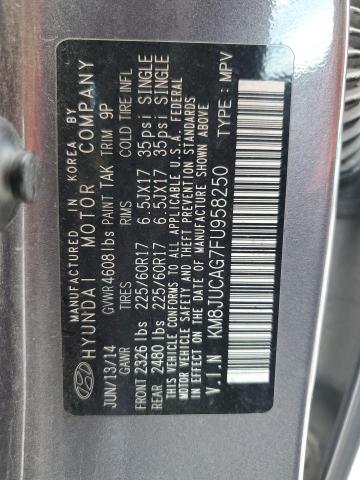 MANUFACTURED IN KOREA BY
HYUNDAI MOTOR COMPANY
JUN/13/14 GVWR 4608 lbs PAINT TAK TRIM 9P
GAWR TIRES RIMS COLD TIRE INFL
FRONT 2326 lbs 225/60R17 6.5JX17 35psi SINGLE
REAR 2480 lbs 225/60R17 6.5JX17 35psi SINGLE
THIS VEHICLE CONFORMS TO ALL APPLICABLE U.S.A. FEDERAL
MOTOR VEHICLE SAFETY, BUMPER, AND THEFT PREVENTION STANDARDS
IN EFFECT ON THE DATE OF MANUFACTURE SHOWN ABOVE.
V.I.N KM8JUCAG7FU958250 TYPE: MPV